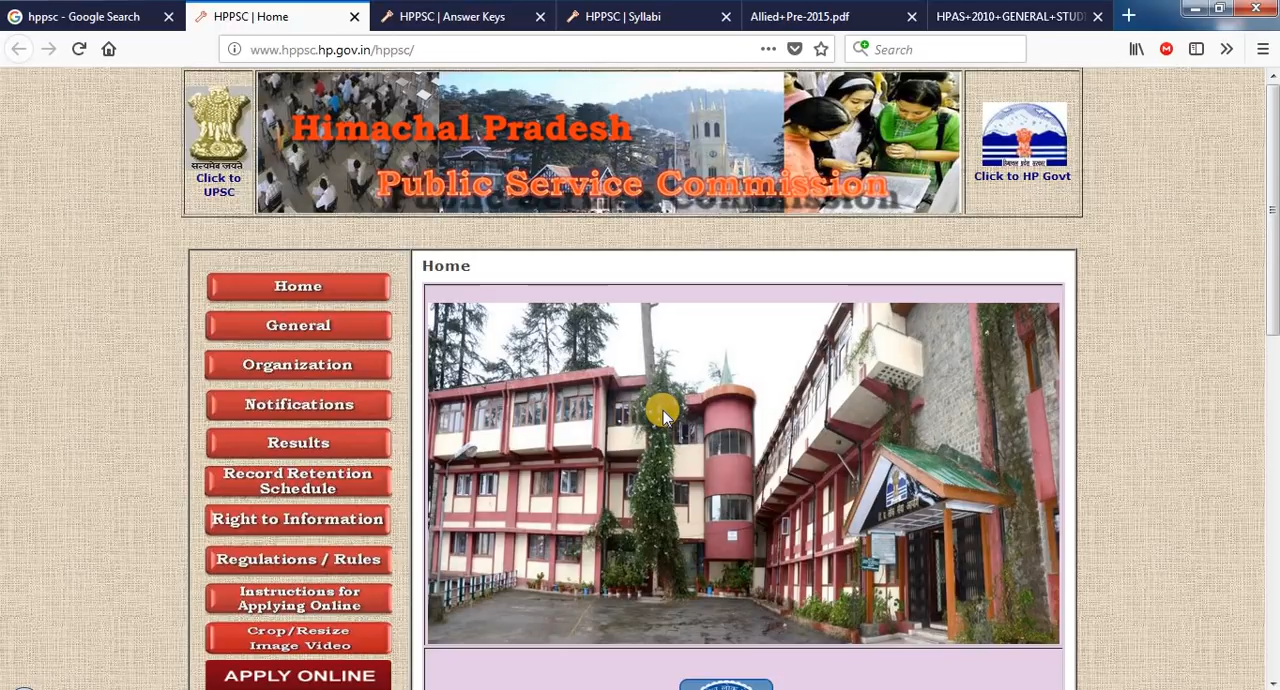 hppsc - Google Search
HPPSC | Home
HPPSC | Answer Keys
HPPSC | Syllabi
Allied+Pre-2015.pdf
HPAS+2010+GENERAL+STUD
www.hppsc.hp.gov.in/hppsc/
Search
सत्यमेव जयते
Click to
UPSC
Himachal Pradesh
Public Service Commission
Click to HP Govt
Home
General
Organization
Notifications
Results
Record Retention
Schedule
Right to Information
Regulations / Rules
Instructions for
Applying Online
Crop/Resize
Image Video
APPLY ONLINE
Home